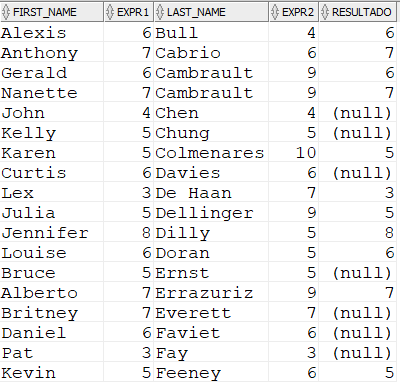 FIRST_NAME EXPR1 LAST_NAME EXPR2 RESULTADO
Alexis 6 Bull 4 6
Anthony 7 Cabrio 6 7
Gerald 6 Cambrault 9 6
Nanette 7 Cambrault 9 7
John 4 Chen 4 (null)
Kelly 5 Chung 5 (null)
Karen 5 Colmenares 10 5
Curtis 6 Davies 6 (null)
Lex 3 De Haan 7 3
Julia 5 Dellinger 9 5
Jennifer 8 Dilly 5 8
Louise 6 Doran 5 6
Bruce 5 Ernst 5 (null)
Alberto 7 Errazuriz 9 7
Britney 7 Everett 7 (null)
Daniel 6 Faviet 6 (null)
Pat 3 Fay 3 (null)
Kevin 5 Feeney 6 5